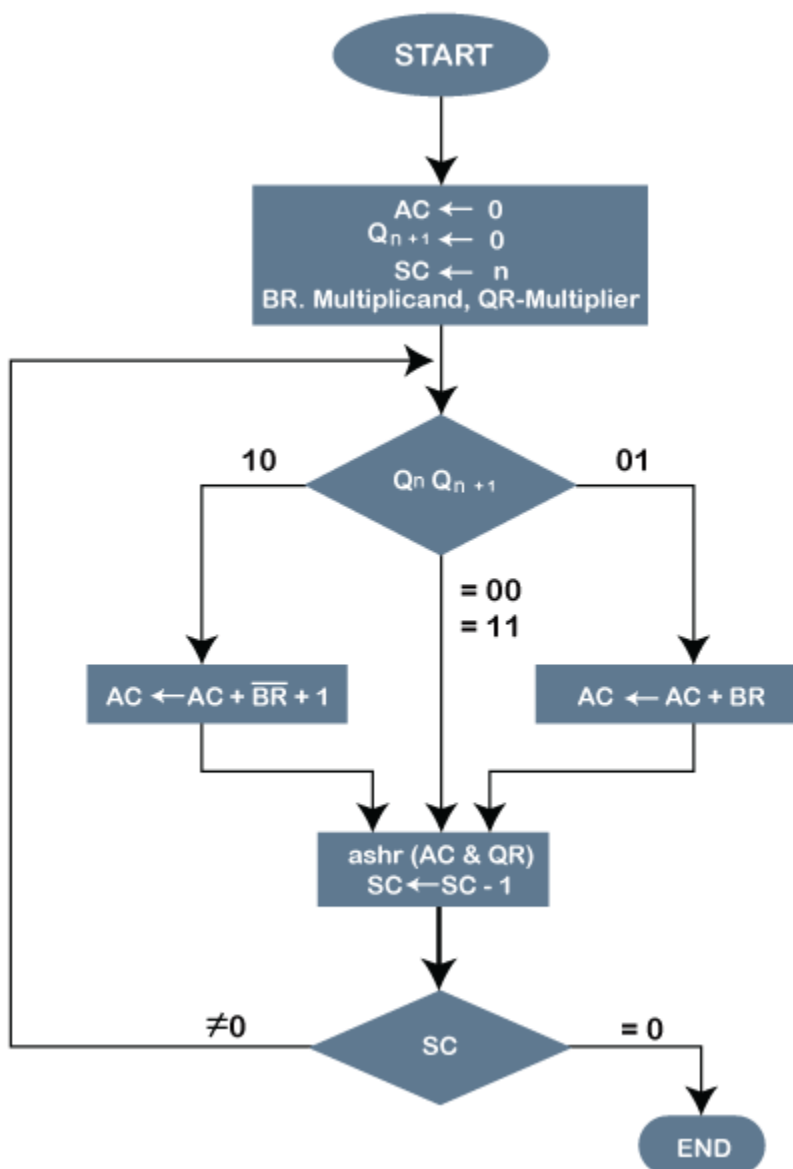 START
AC ← 0
Qn+1 ← 0
SC ← n
BR. Multiplicand, QR-Multiplier
10
Qn Qn+1
01
= 00
= 11
AC ← AC + B̅R̅ + 1
AC ← AC + BR
ashr (AC & QR)
SC ← SC - 1
≠0
SC
= 0
END